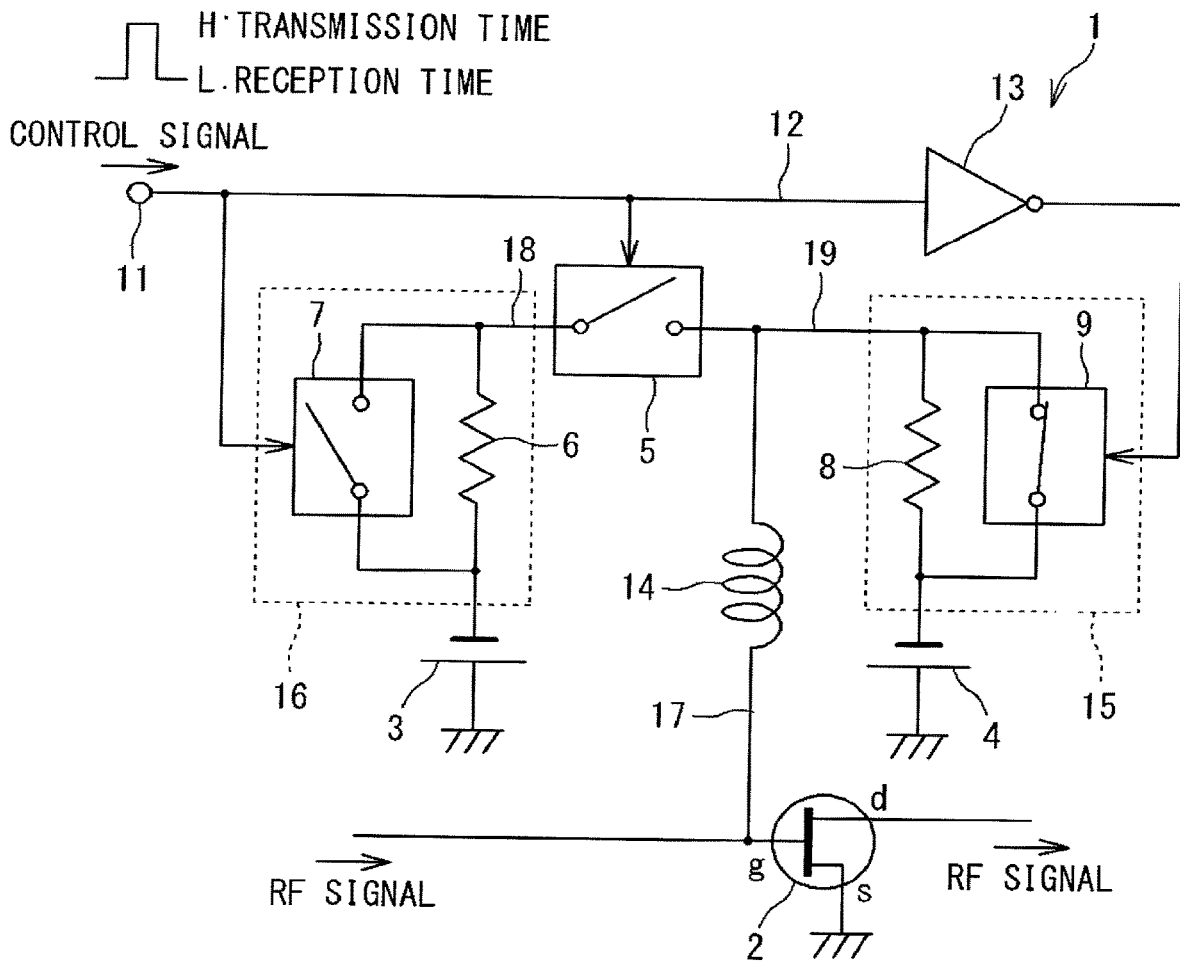 H·TRANSMISSION TIME
L.RECEPTION TIME
CONTROL SIGNAL
1
13
12
11
18
19
7
9
5
6
8
14
16
3
17
4
15
d
g
s
RF SIGNAL
RF SIGNAL
2